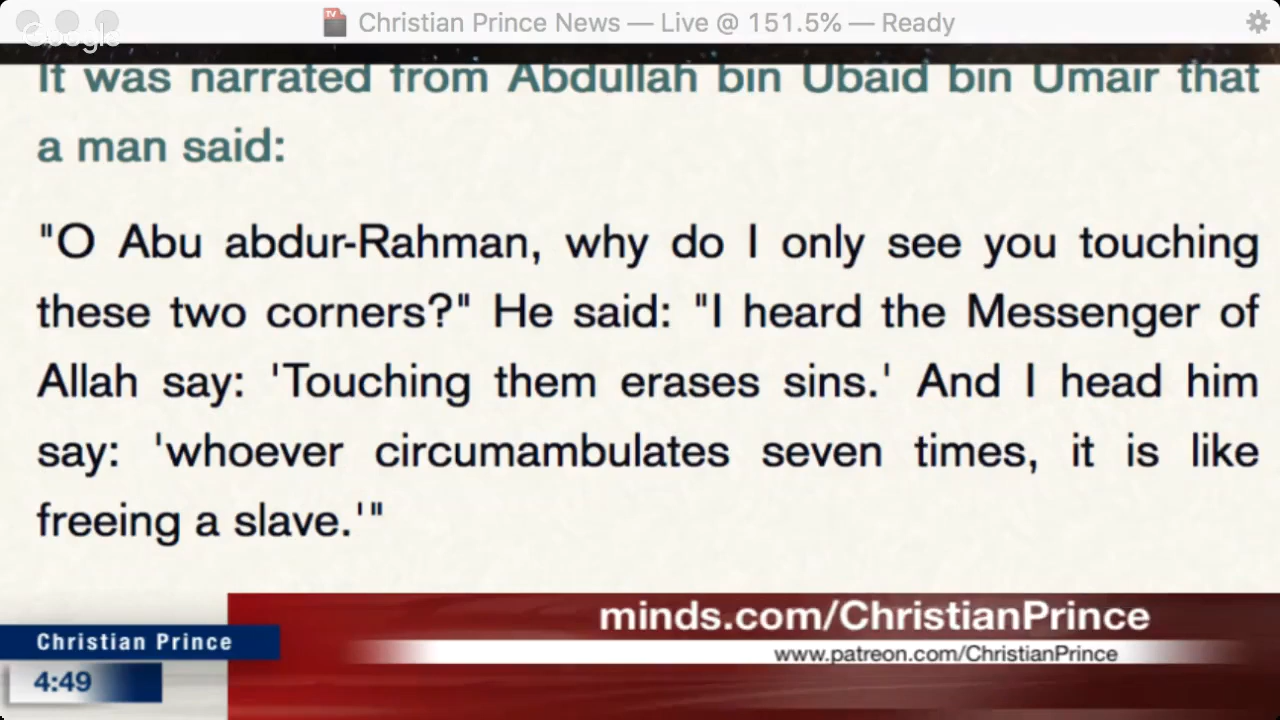 Christian Prince News — Live @ 151.5% — Ready
Google
It was narrated from Abdullah bin Ubaid bin Umair that
a man said:
"O Abu abdur-Rahman, why do I only see you touching
these two corners?" He said: "I heard the Messenger of
Allah say: 'Touching them erases sins.' And I head him
say: 'whoever circumambulates seven times, it is like
freeing a slave.'"
minds.com/ChristianPrince
Christian Prince
www.patreon.com/ChristianPrince
4:49